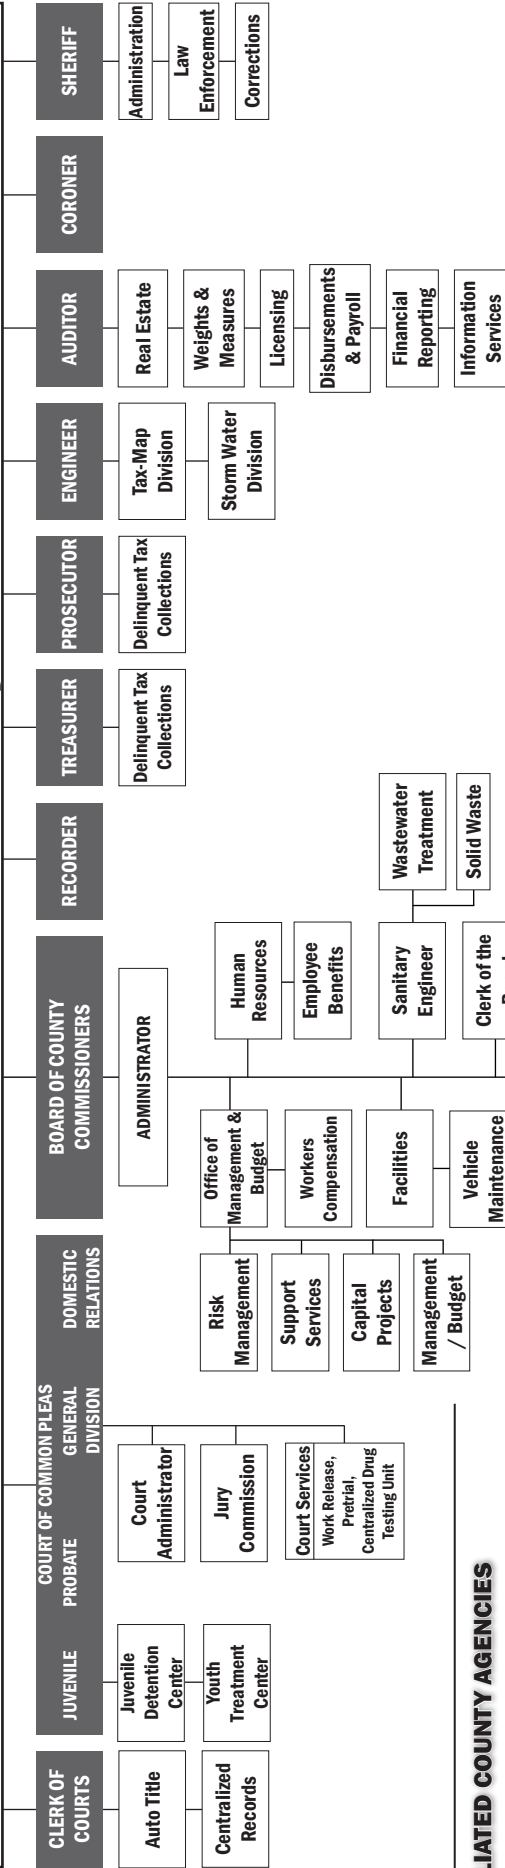 CLERK OF
COURTS
Auto Title
Centralized
Records
COURT OF COMMON PLEAS
JUVENILE
PROBATE
GENERAL
DIVISION
DOMESTIC
RELATIONS
Juvenile
Detention
Center
Youth
Treatment
Center
Court
Administrator
Jury
Commission
Court Services
Work Release,
Pretrial,
Centralized Drug
Testing Unit
BOARD OF COUNTY
COMMISSIONERS
ADMINISTRATOR
Office of
Management &
Budget
Workers
Compensation
Risk
Management
Support
Services
Capital
Projects
Management
/ Budget
Facilities
Vehicle
Maintenance
Human
Resources
Employee
Benefits
Sanitary
Engineer
Wastewater
Treatment
Solid Waste
Clerk of the
RECORDER
TREASURER
Delinquent Tax
Collections
PROSECUTOR
Delinquent Tax
Collections
ENGINEER
Tax-Map
Division
Storm Water
Division
AUDITOR
Real Estate
Weights &
Measures
Licensing
Disbursements
& Payroll
Financial
Reporting
Information
Services
CORONER
SHERIFF
Administration
Law
Enforcement
Corrections
LIATED COUNTY AGENCIES